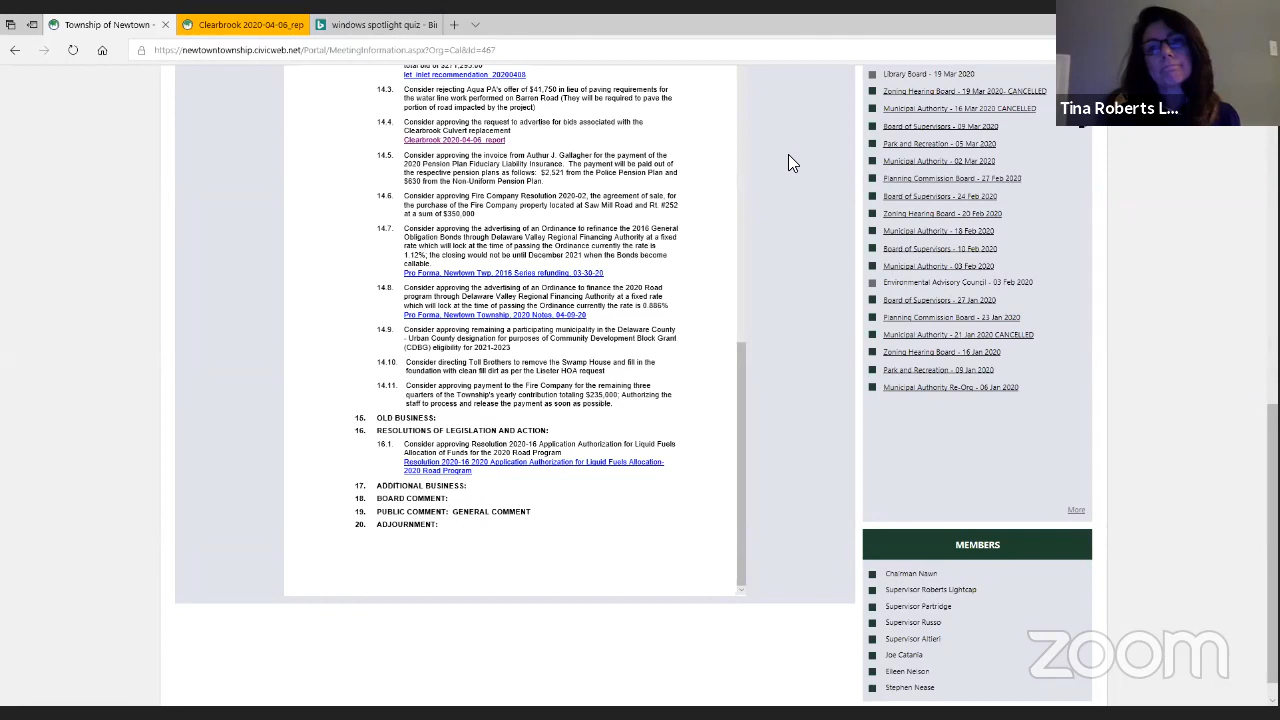 Township of Newtown -
Clearbrook 2020-04-06_rep
windows spotlight quiz - Bi
https://newtowntownship.civicweb.net/Portal/MeetingInformation.aspx?Org=Cal&Id=467
total bid of $271,295.00
let_inlet recommendation_20200408
14.3. Consider rejecting Aqua PA's offer of $41,750 in lieu of paving requirements for
the water line work performed on Barren Road (They will be required to pave the
portion of road impacted by the project)
14.4. Consider approving the request to advertise for bids associated with the
Clearbrook Culvert replacement
Clearbrook 2020-04-06_report
14.5. Consider approving the invoice from Authur J. Gallagher for the payment of the
2020 Pension Plan Fiduciary Liability Insurance. The payment will be paid out of
the respective pension plans as follows: $2,521 from the Police Pension Plan and
$630 from the Non-Uniform Pension Plan.
14.6. Consider approving Fire Company Resolution 2020-02, the agreement of sale, for
the purchase of the Fire Company property located at Saw Mill Road and Rt. #252
at a sum of $350,000
14.7. Consider approving the advertising of an Ordinance to refinance the 2016 General
Obligation Bonds through Delaware Valley Regional Financing Authority at a fixed
rate which will lock at the time of passing the Ordinance currently the rate is
1.12%; the closing would not be until December 2021 when the Bonds become
callable.
Pro Forma, Newtown Twp, 2016 Series refunding, 03-30-20
14.8. Consider approving the advertising of an Ordinance to finance the 2020 Road
program through Delaware Valley Regional Financing Authority at a fixed rate
which will lock at the time of passing the Ordinance currently the rate is 0.886%
Pro Forma, Newtown Township, 2020 Notes, 04-09-20
14.9. Consider approving remaining a participating municipality in the Delaware County
- Urban County designation for purposes of Community Development Block Grant
(CDBG) eligibility for 2021-2023
14.10. Consider directing Toll Brothers to remove the Swamp House and fill in the
foundation with clean fill dirt as per the Liseter HOA request
14.11. Consider approving payment to the Fire Company for the remaining three
quarters of the Township's yearly contribution totaling $235,000; Authorizing the
staff to process and release the payment as soon as possible.
15. OLD BUSINESS:
16. RESOLUTIONS OF LEGISLATION AND ACTION:
16.1. Consider approving Resolution 2020-16 Application Authorization for Liquid Fuels
Allocation of Funds for the 2020 Road Program
Resolution 2020-16 2020 Application Authorization for Liquid Fuels Allocation-
2020 Road Program
17. ADDITIONAL BUSINESS:
18. BOARD COMMENT:
19. PUBLIC COMMENT: GENERAL COMMENT
20. ADJOURNMENT:
Library Board - 19 Mar 2020
Zoning Hearing Board - 19 Mar 2020- CANCELLED
Municipal Authority - 16 Mar 2020 CANCELLED
Board of Supervisors - 09 Mar 2020
Park and Recreation - 05 Mar 2020
Municipal Authority - 02 Mar 2020
Planning Commission Board - 27 Feb 2020
Board of Supervisors - 24 Feb 2020
Zoning Hearing Board - 20 Feb 2020
Municipal Authority - 18 Feb 2020
Board of Supervisors - 10 Feb 2020
Municipal Authority - 03 Feb 2020
Environmental Advisory Council - 03 Feb 2020
Board of Supervisors - 27 Jan 2020
Planning Commission Board - 23 Jan 2020
Municipal Authority - 21 Jan 2020 CANCELLED
Zoning Hearing Board - 16 Jan 2020
Park and Recreation - 09 Jan 2020
Municipal Authority Re-Org - 06 Jan 2020
More
MEMBERS
Chairman Nawn
Supervisor Roberts Lightcap
Supervisor Partridge
Supervisor Russo
Supervisor Altieri
Joe Catania
Eileen Nelson
Stephen Nease
Tina Roberts L...
zoom